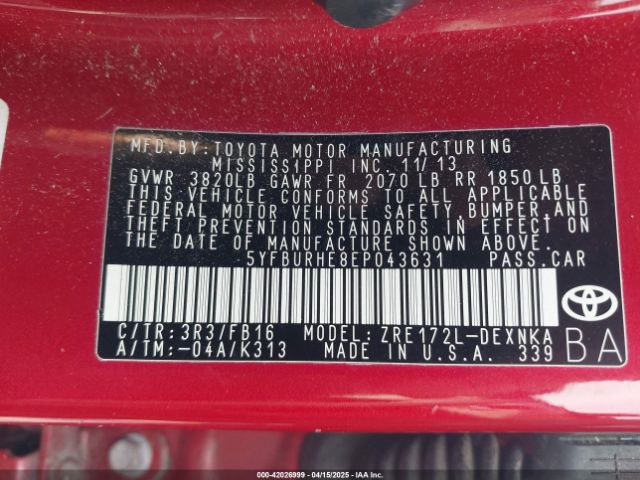 MFD. BY: TOYOTA MOTOR MANUFACTURING
MISSISSIPPI INC. 11/13
GVWR 3820LB GAWR FR 2070 LB RR 1850 LB
THIS VEHICLE CONFORMS TO ALL APPLICABLE
FEDERAL MOTOR VEHICLE SAFETY, BUMPER, AND
THEFT PREVENTION STANDARDS IN EFFECT ON
THE DATE OF MANUFACTURE SHOWN ABOVE.
5YFBURHE8EP043631 PASS.CAR
C/TR:3R3/FB16 MODEL:ZRE172L-DEXNKA
A/TM:-04A/K313 MADE IN U.S.A. 339
BA
000-42026999 - 04/15/2025 - IAA Inc.